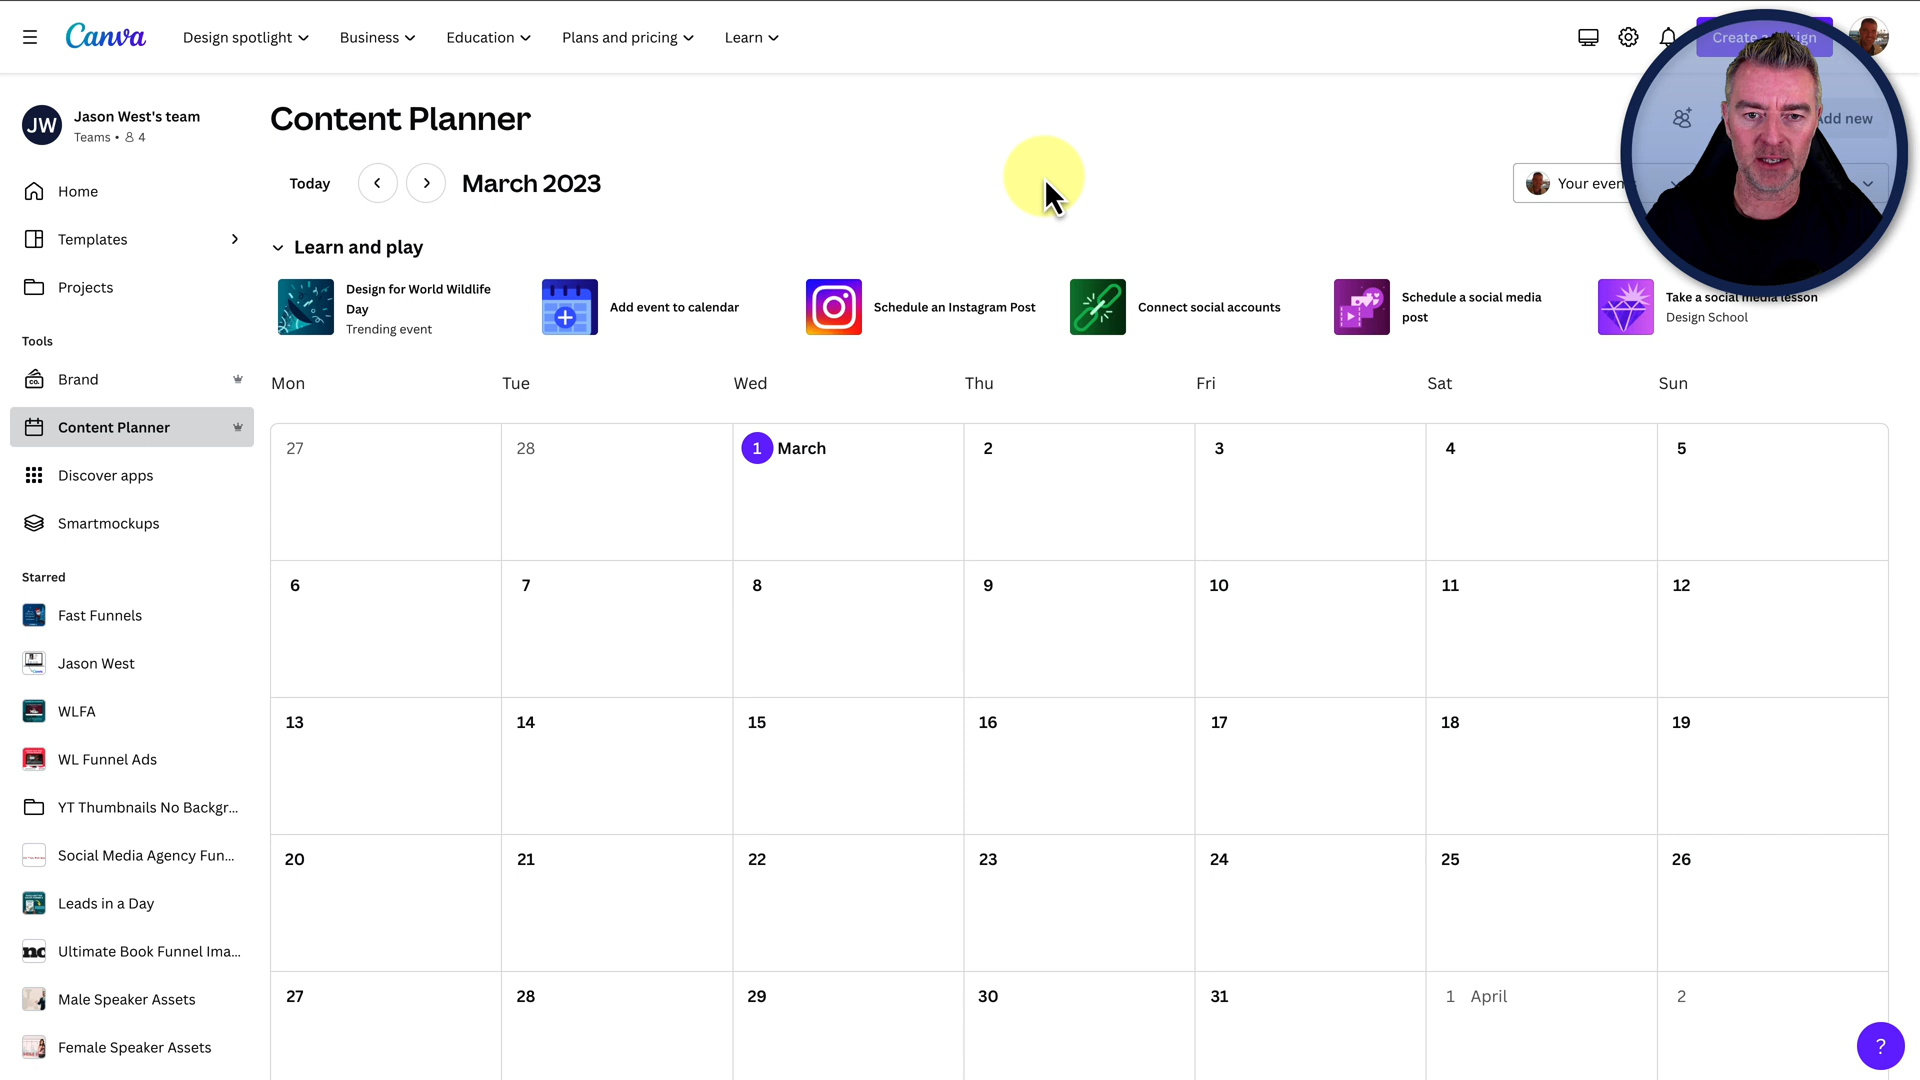 Canva
Design spotlight
Business
Education
Plans and pricing
Learn
JW
Jason West's team
Teams • 4
Home
Templates
Projects
Tools
Brand
Content Planner
Discover apps
Smartmockups
Starred
Fast Funnels
Jason West
WLFA
WL Funnel Ads
YT Thumbnails No Backgr...
Social Media Agency Fun...
Leads in a Day
Ultimate Book Funnel Ima...
Male Speaker Assets
Female Speaker Assets
Content Planner
Add new
Today
March 2023
Your even
Learn and play
Design for World Wildlife
Day
Trending event
Add event to calendar
Schedule an Instagram Post
Connect social accounts
Schedule a social media
post
Take a social media lesson
Design School
Mon Tue Wed Thu Fri Sat Sun
27 28 1 March 2 3 4 5
6 7 8 9 10 11 12
13 14 15 16 17 18 19
20 21 22 23 24 25 26
27 28 29 30 31 1 April 2
?